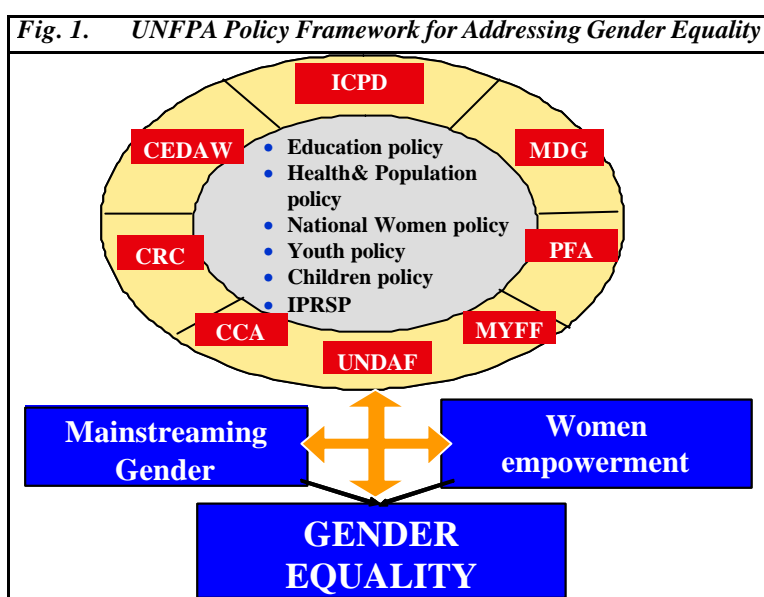 Fig. 1. UNFPA Policy Framework for Addressing Gender Equality
ICPD
CEDAW
MDG
• Education policy
• Health& Population
policy
• National Women policy
• Youth policy
• Children policy
• IPRSP
CRC
PFA
CCA
MYFF
UNDAF
Mainstreaming
Gender
Women
empowerment
GENDER
EQUALITY